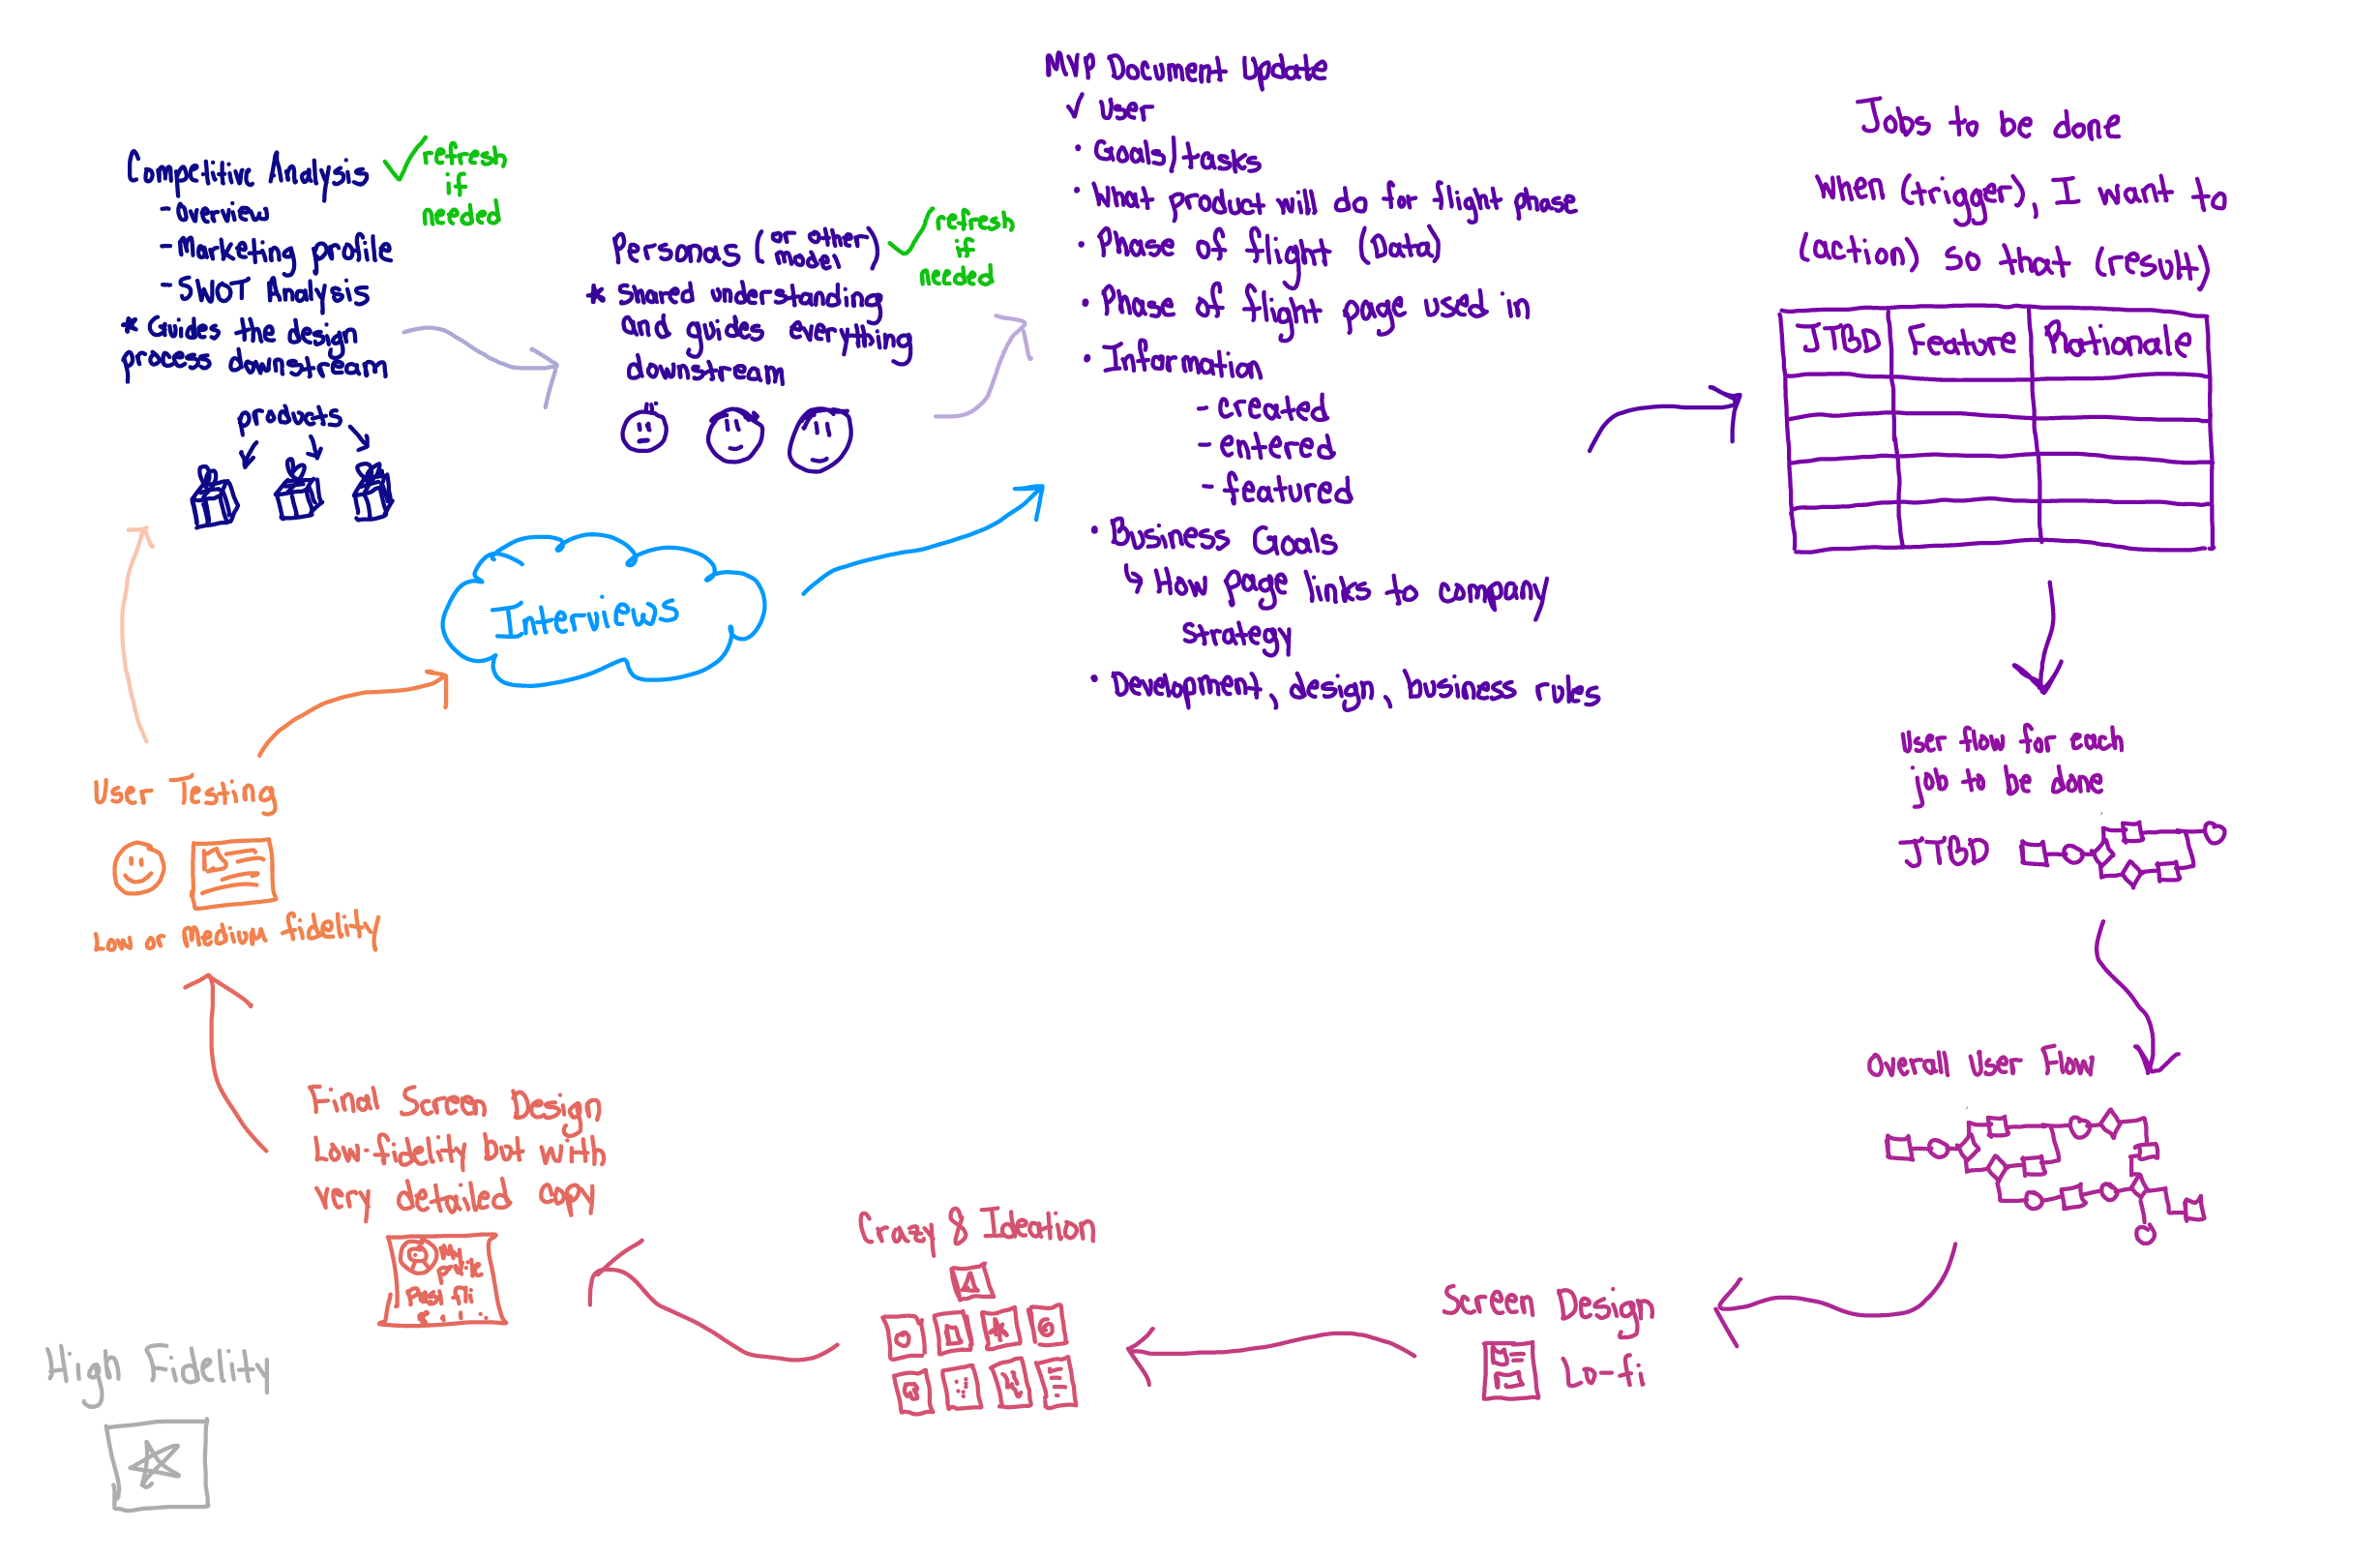 Competitive Analysis
- Overview
- Marketing profile
- SWOT Analysis
* Guides the design
process downstream
products
✓ refresh
if
needed
Personas (or other
model)
* Shared understanding
and guides everything
downstream
✓ refresh
if
needed
MVP Document Update
✓ User
• Goals/tasks
• What product will do for flight phase
• Phase of flight (Data)
• Phase of flight page used in
• Information
- created
- entered
- featured
• Business Goals
↳ How page links to company
strategy
• Development, design, business rules
Jobs to be done
When (trigger), I want to
(action) so that (result)
JTBD Feature Rationale
User flow for each
job to be done
JTBD
Overall User Flow
Screen Design
Lo-fi
Crazy 8 Ideation
Final Screen Design
Low-fidelity but with
very detailed copy
User Testing
Low or Medium fidelity
Interviews
High Fidelity